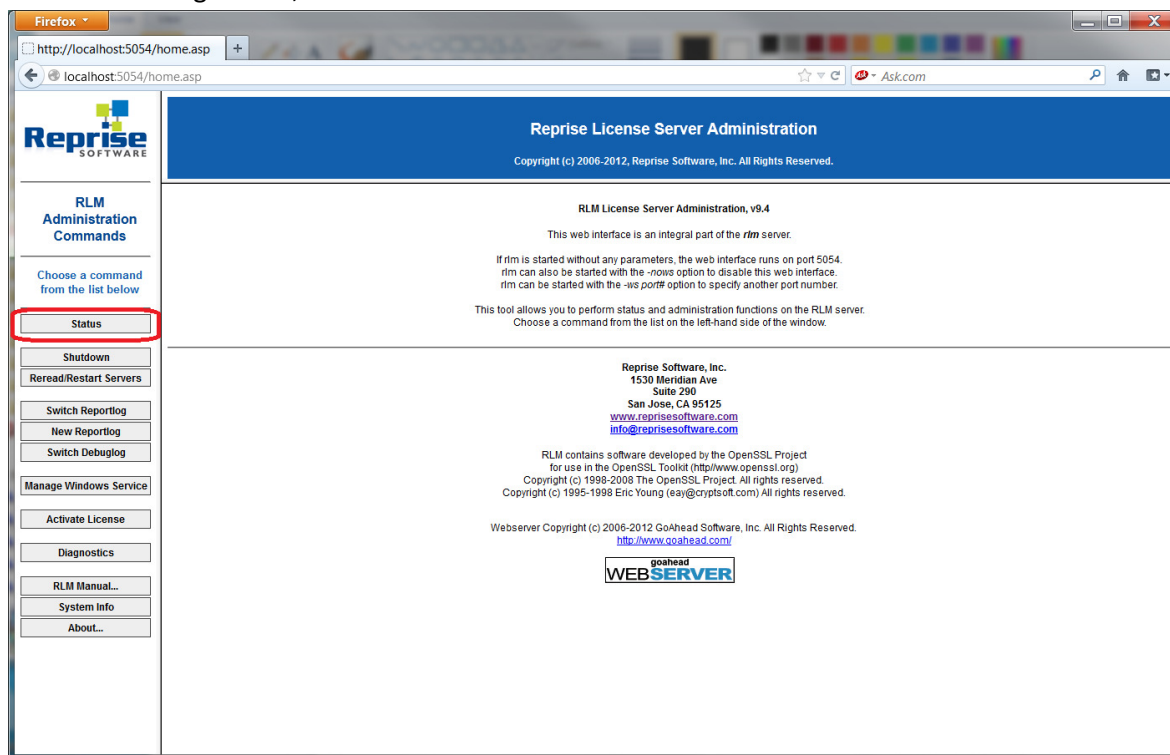 Firefox
http://localhost:5054/home.asp
+
localhost:5054/home.asp
Ask.com
Reprise
SOFTWARE
RLM
Administration
Commands
Choose a command
from the list below
Status
Shutdown
Reread/Restart Servers
Switch Reportlog
New Reportlog
Switch Debuglog
Manage Windows Service
Activate License
Diagnostics
RLM Manual...
System Info
About...
Reprise License Server Administration
Copyright (c) 2006-2012, Reprise Software, Inc. All Rights Reserved.
RLM License Server Administration, v9.4
This web interface is an integral part of the rlm server.
If rlm is started without any parameters, the web interface runs on port 5054.
rlm can also be started with the -nows option to disable this web interface.
rlm can be started with the -ws port# option to specify another port number.
This tool allows you to perform status and administration functions on the RLM server.
Choose a command from the list on the left-hand side of the window.
Reprise Software, Inc.
1530 Meridian Ave
Suite 290
San Jose, CA 95125
www.reprisesoftware.com
info@reprisesoftware.com
RLM contains software developed by the OpenSSL Project
for use in the OpenSSL Toolkit (http//www.openssl.org)
Copyright (c) 1998-2008 The OpenSSL Project. All rights reserved.
Copyright (c) 1995-1998 Eric Young (eay@cryptsoft.com) All rights reserved.
Webserver Copyright (c) 2006-2012 GoAhead Software, Inc. All Rights Reserved.
http://www.goahead.com/
goahead
WEBSERVER